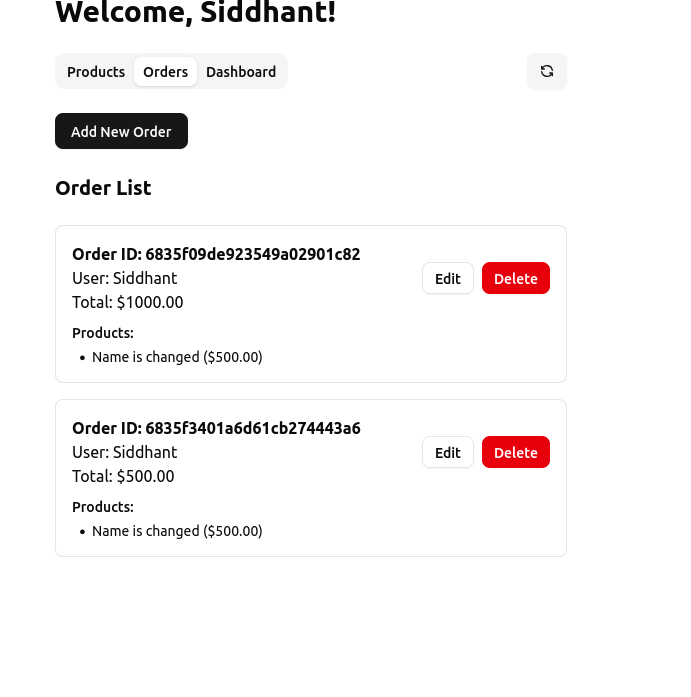 Welcome, Siddhant!
Products Orders Dashboard
Add New Order
Order List
Order ID: 6835f09de923549a02901c82
User: Siddhant
Total: $1000.00
Edit Delete
Products:
• Name is changed ($500.00)
Order ID: 6835f3401a6d61cb274443a6
User: Siddhant
Total: $500.00
Edit Delete
Products:
• Name is changed ($500.00)